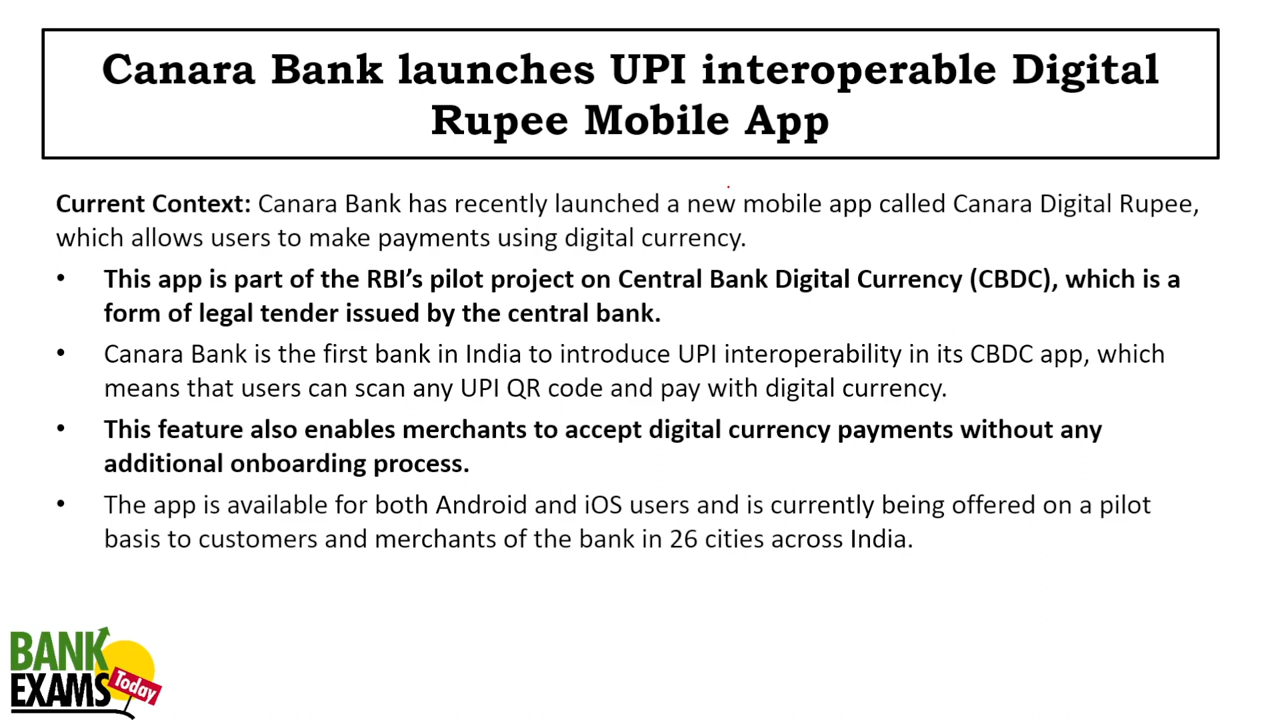 Canara Bank launches UPI interoperable Digital
Rupee Mobile App
Current Context: Canara Bank has recently launched a new mobile app called Canara Digital Rupee,
which allows users to make payments using digital currency.
• This app is part of the RBI’s pilot project on Central Bank Digital Currency (CBDC), which is a
form of legal tender issued by the central bank.
• Canara Bank is the first bank in India to introduce UPI interoperability in its CBDC app, which
means that users can scan any UPI QR code and pay with digital currency.
• This feature also enables merchants to accept digital currency payments without any
additional onboarding process.
• The app is available for both Android and iOS users and is currently being offered on a pilot
basis to customers and merchants of the bank in 26 cities across India.
BANK
EXAMS
Today